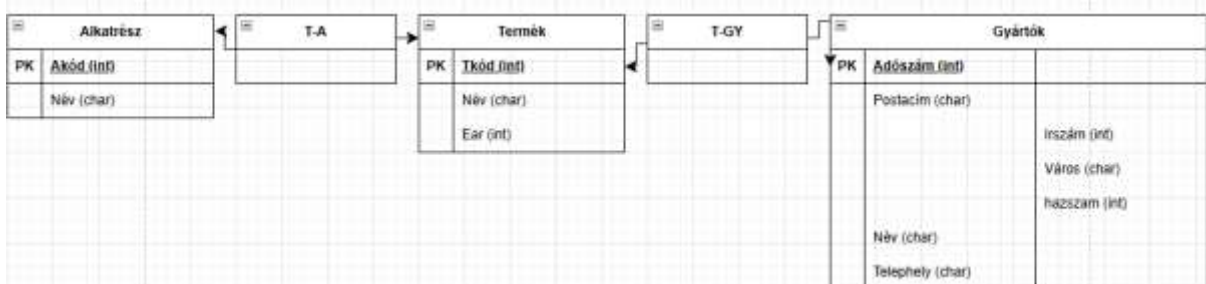 Alkatrész
PK Akód (int)
Név (char)
T-A
Termék
PK Tkód (int)
Név (char)
Ear (int)
T-GY
Gyártók
PK Adószám (int)
Postacím (char)
irszám (int)
Város (char)
házszam (int)
Név (char)
Telephely (char)